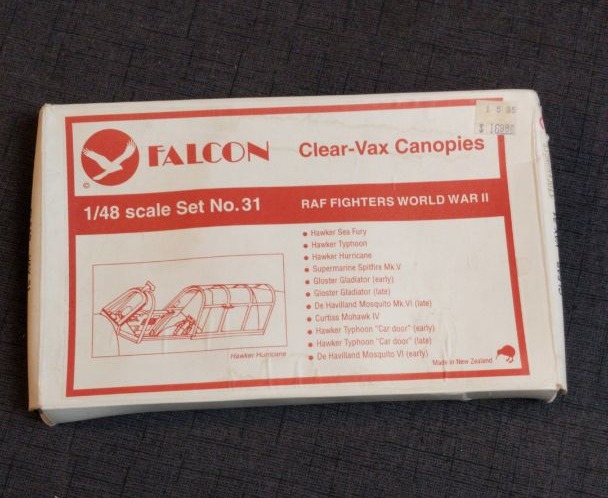 FALCON
Clear-Vax Canopies
©
1/48 scale Set No. 31
RAF FIGHTERS WORLD WAR II
• Hawker Sea Fury
• Hawker Typhoon
• Hawker Hurricane
• Supermarine Spitfire Mk.V
• Gloster Gladiator (early)
• Gloster Gladiator (late)
• De Havilland Mosquito Mk.VI (late)
• Curtiss Mohawk IV
• Hawker Typhoon "Car door" (early)
• Hawker Typhoon "Car door" (late)
• De Havilland Mosquito VI (early)
Hawker Hurricane
Made in New Zealand